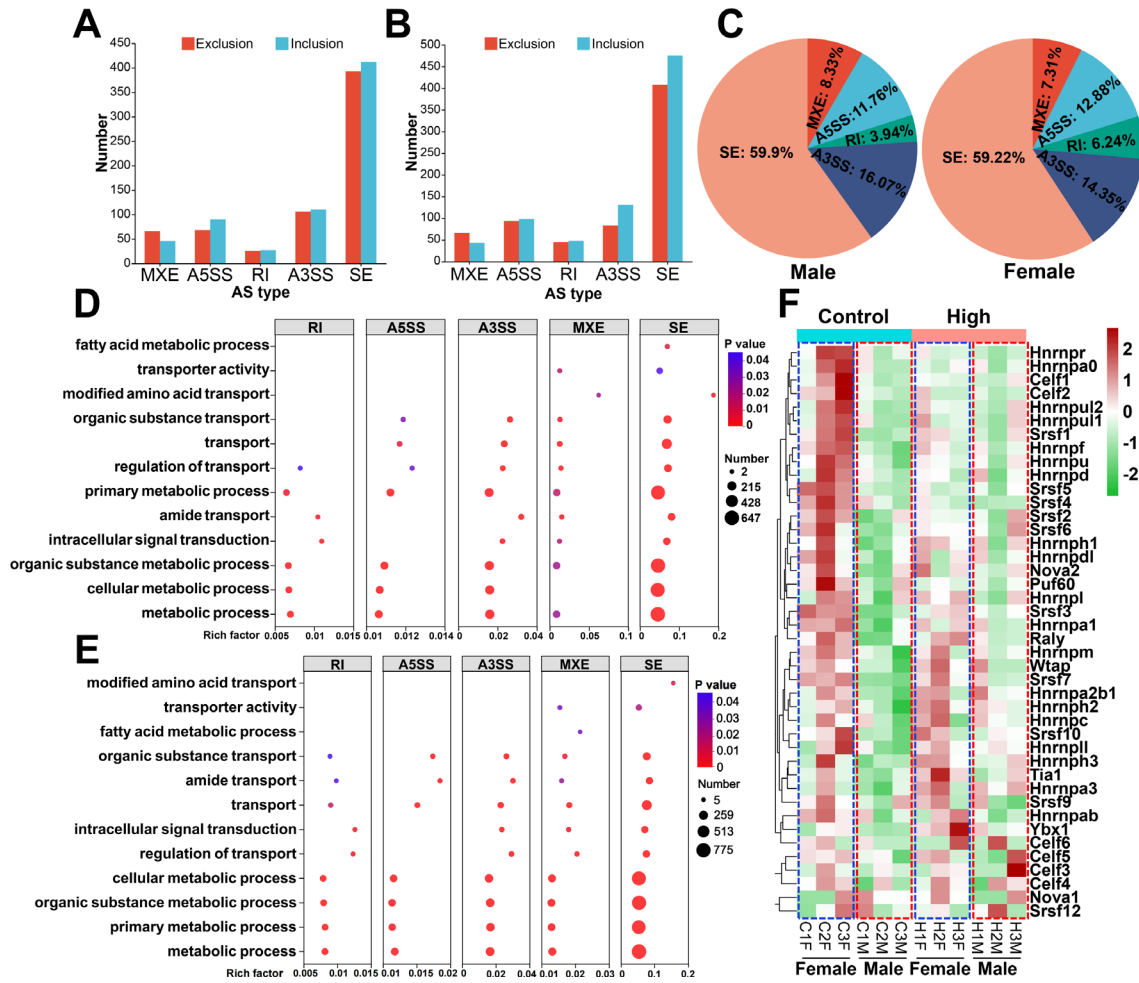 A
Exclusion
Inclusion
Number
450
400
350
300
250
200
150
100
50
0
MXE
A5SS
RI
A3SS
SE
AS type
B
Exclusion
Inclusion
Number
500
450
400
350
300
250
200
150
100
50
0
MXE
A5SS
RI
A3SS
SE
AS type
C
MXE: 8.33%
A5SS:11.76%
RI: 3.94%
A3SS: 16.07%
SE: 59.9%
Male
MXE: 7.31%
A5SS: 12.88%
RI: 6.24%
A3SS: 14.35%
SE: 59.22%
Female
D
RI
A5SS
A3SS
MXE
SE
fatty acid metabolic process
transporter activity
modified amino acid transport
organic substance transport
transport
regulation of transport
primary metabolic process
amide transport
intracellular signal transduction
organic substance metabolic process
cellular metabolic process
metabolic process
Rich factor
0.005
0.01
0.015
0.01
0.012
0.014
0
0.02
0.04
0
0.05
0.1
0
0.1
0.2
P value
0.04
0.03
0.02
0.01
0
Number
2
215
428
647
E
RI
A5SS
A3SS
MXE
SE
modified amino acid transport
transporter activity
fatty acid metabolic process
organic substance transport
amide transport
transport
intracellular signal transduction
regulation of transport
cellular metabolic process
organic substance metabolic process
primary metabolic process
metabolic process
Rich factor
0.005
0.01
0.015
0.01
0.015
0.02
0
0.02
0.04
0
0.02
0.04
0
0.1
0.2
P value
0.04
0.03
0.02
0.01
0
Number
5
259
513
775
F
Control
High
Hnrnpr
Hnrnpa0
Celf1
Celf2
Hnrnpul2
Hnrnpul1
Srsf1
Hnrnpf
Hnrnpu
Hnrnpd
Srsf5
Srsf4
Srsf2
Srsf6
Hnrnph1
Hnrnpdl
Nova2
Puf60
Hnrnpl
Srsf3
Hnrnpa1
Raly
Hnrnpm
Wtap
Srsf7
Hnrnpa2b1
Hnrnph2
Hnrnpc
Srsf10
Hnrnpll
Hnrnph3
Tia1
Hnrnpa3
Srsf9
Hnrnpab
Ybx1
Celf6
Celf5
Celf3
Celf4
Nova1
Srsf12
2
1
0
-1
-2
C1F
C2F
C3F
C1M
C2M
C3M
H1F
H2F
H3F
H1M
H2M
H3M
Female
Male
Female
Male